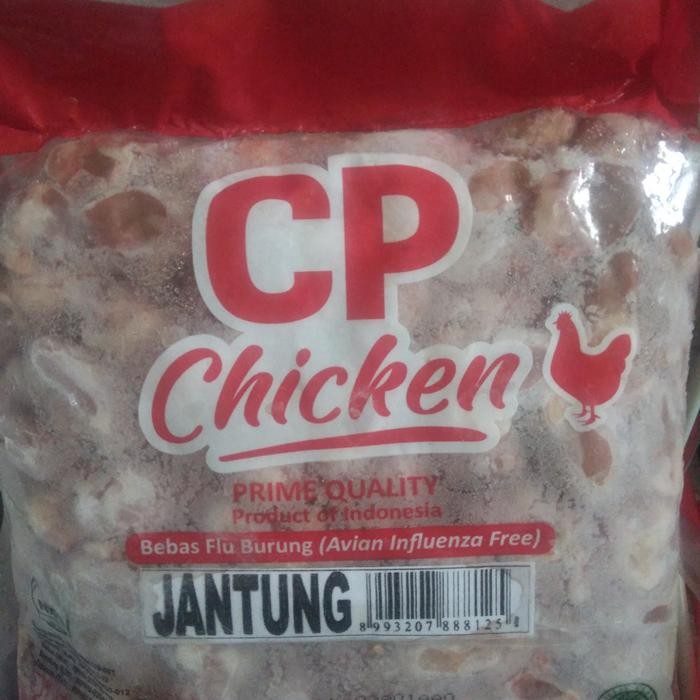 CP
Chicken
PRIME QUALITY
Product of Indonesia
Bebas Flu Burung (Avian Influenza Free)
JANTUNG
8 993207 888125